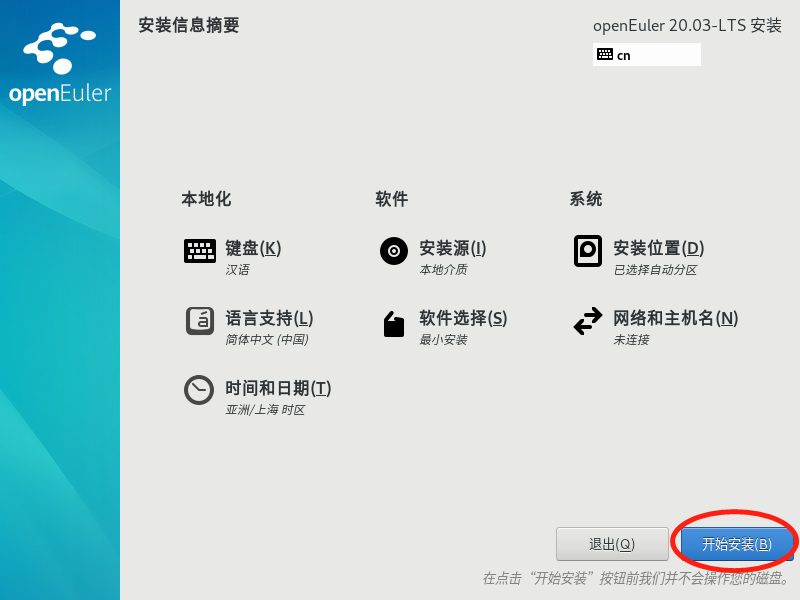 openEuler
安装信息摘要
openEuler 20.03-LTS 安装
cn
本地化
键盘(K)
汉语
语言支持(L)
简体中文 (中国)
时间和日期(T)
亚洲/上海 时区
软件
安装源(I)
本地介质
软件选择(S)
最小安装
系统
安装位置(D)
已选择自动分区
网络和主机名(N)
未连接
退出(Q)
开始安装(B)
在点击“开始安装”按钮前我们并不会操作您的磁盘。